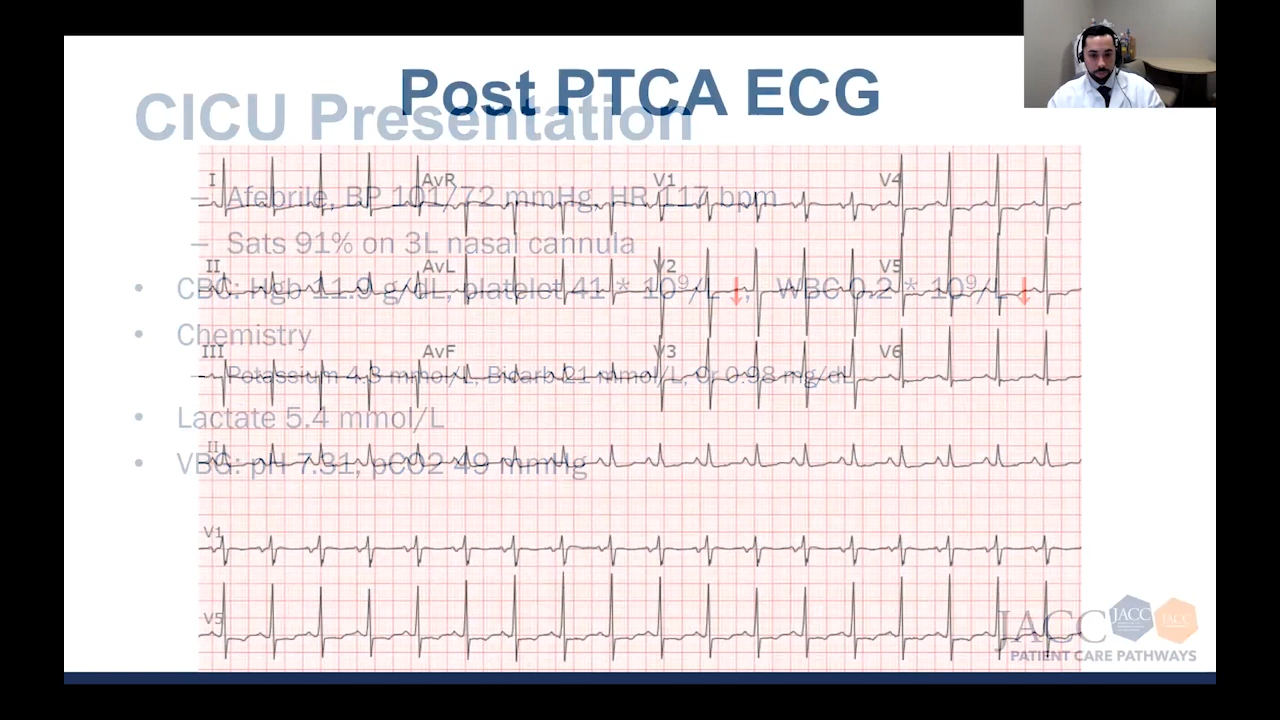 Post PTCA ECG
CICU Presentation
I AvR V1 V4
– Afebrile, BP 101/72 mmHg, HR 117 bpm
– Sats 91% on 3L nasal cannula
II AvL V2 V5
• CBC: Hgb 11.9 g/dL, platelet 41 * 10⁹/L ↓, WBC 0.2 * 10⁹/L ↓
• Chemistry
III AvF V3 V6
– Potassium 4.3 mmol/L, Bicarb 21 mmol/L, Cr 0.98 mg/dL
• Lactate 5.4 mmol/L
II
• VBG: pH 7.31, pCO2 49 mmHg
V1
V5
JACC JACC JACC
PATIENT CARE PATHWAYS